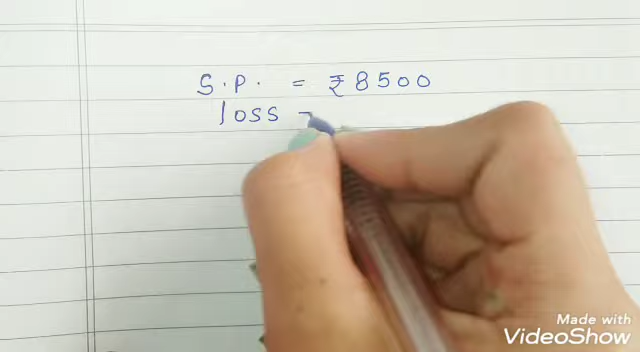 S.P. = ₹8500
loss =
Made with
VideoShow